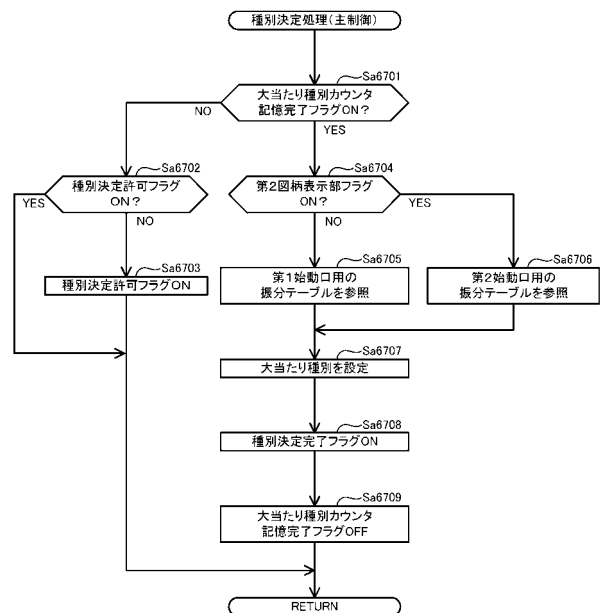 種別決定処理(主制御)
Sa6701
大当たり種別カウンタ
記憶完了フラグON?
NO
YES
Sa6702
種別決定許可フラグ
ON?
YES
NO
Sa6704
第2図柄表示部フラグ
ON?
NO
YES
Sa6703
種別決定許可フラグON
Sa6705
第1始動口用の
振分テーブルを参照
Sa6706
第2始動口用の
振分テーブルを参照
Sa6707
大当たり種別を設定
Sa6708
種別決定完了フラグON
Sa6709
大当たり種別カウンタ
記憶完了フラグOFF
RETURN